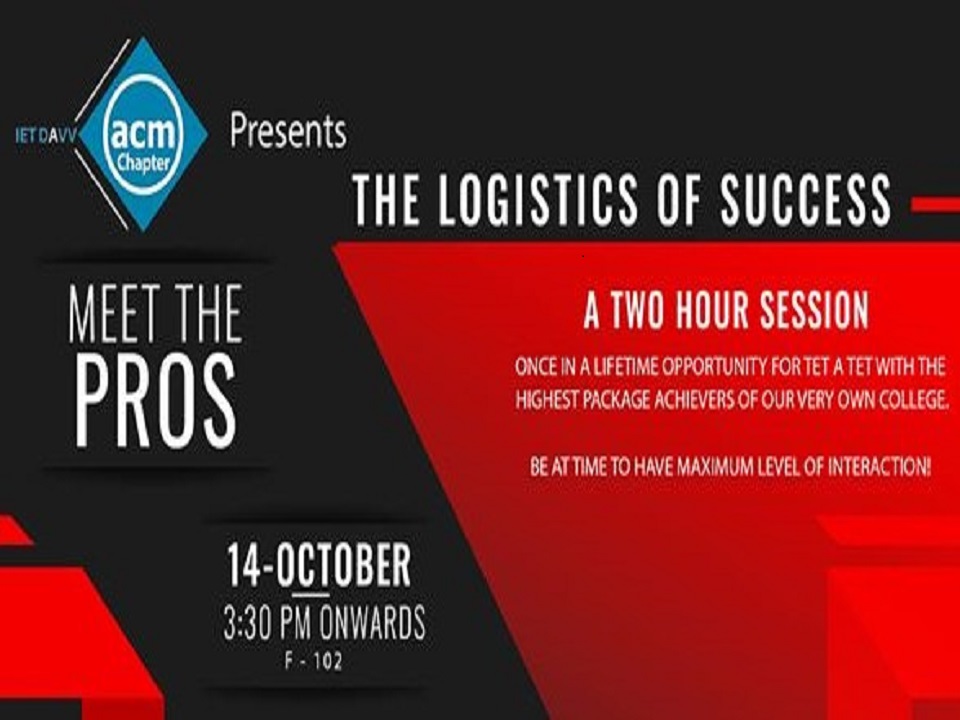 IET DAVV
acm
Chapter
Presents
THE LOGISTICS OF SUCCESS
MEET THE
PROS
A TWO HOUR SESSION
ONCE IN A LIFETIME OPPORTUNITY FOR TET A TET WITH THE
HIGHEST PACKAGE ACHIEVERS OF OUR VERY OWN COLLEGE.
BE AT TIME TO HAVE MAXIMUM LEVEL OF INTERACTION!
14-OCTOBER
3:30 PM ONWARDS
F - 102